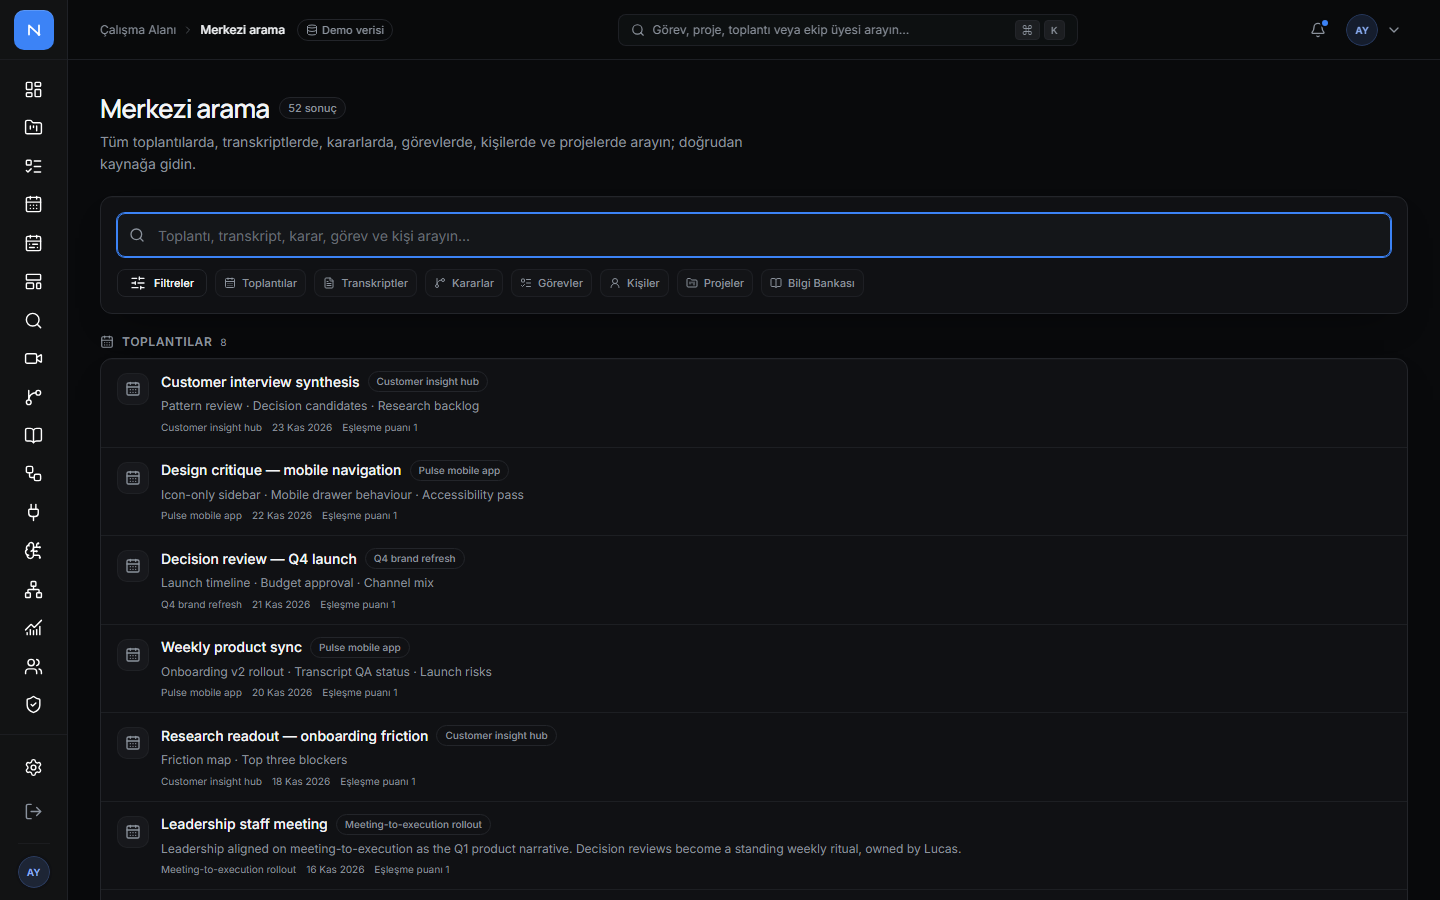 N
Çalışma Alanı
Merkezi arama
Demo verisi
Görev, proje, toplantı veya ekip üyesi arayın...
⌘ K
AY
Merkezi arama
52 sonuç
Tüm toplantılarda, transkriptlerde, kararlarda, görevlerde, kişilerde ve projelerde arayın; doğrudan
kaynağa gidin.
Toplantı, transkript, karar, görev ve kişi arayın...
Filtreler
Toplantılar
Transkriptler
Kararlar
Görevler
Kişiler
Projeler
Bilgi Bankası
TOPLANTILAR 8
Customer interview synthesis
Customer insight hub
Pattern review · Decision candidates · Research backlog
Customer insight hub 23 Kas 2026 Eşleşme puanı 1
Design critique — mobile navigation
Pulse mobile app
Icon-only sidebar · Mobile drawer behaviour · Accessibility pass
Pulse mobile app 22 Kas 2026 Eşleşme puanı 1
Decision review — Q4 launch
Q4 brand refresh
Launch timeline · Budget approval · Channel mix
Q4 brand refresh 21 Kas 2026 Eşleşme puanı 1
Weekly product sync
Pulse mobile app
Onboarding v2 rollout · Transcript QA status · Launch risks
Pulse mobile app 20 Kas 2026 Eşleşme puanı 1
Research readout — onboarding friction
Customer insight hub
Friction map · Top three blockers
Customer insight hub 18 Kas 2026 Eşleşme puanı 1
Leadership staff meeting
Meeting-to-execution rollout
Leadership aligned on meeting-to-execution as the Q1 product narrative. Decision reviews become a standing weekly ritual, owned by Lucas.
Meeting-to-execution rollout 16 Kas 2026 Eşleşme puanı 1
AY